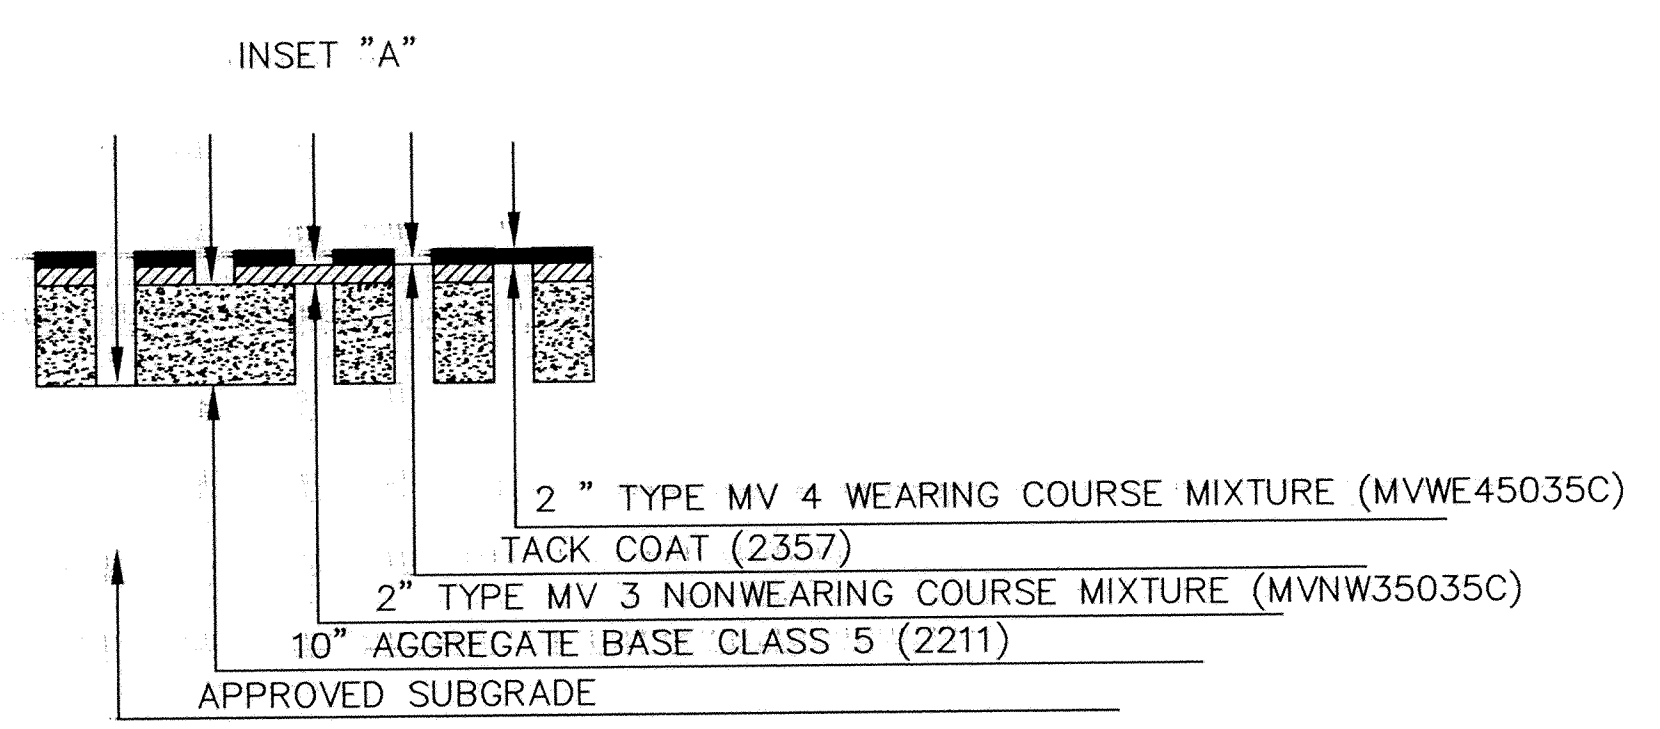 INSET "A"
2 " TYPE MV 4 WEARING COURSE MIXTURE (MVWE45035C)
TACK COAT (2357)
2" TYPE MV 3 NONWEARING COURSE MIXTURE (MVNW35035C)
10" AGGREGATE BASE CLASS 5 (2211)
APPROVED SUBGRADE